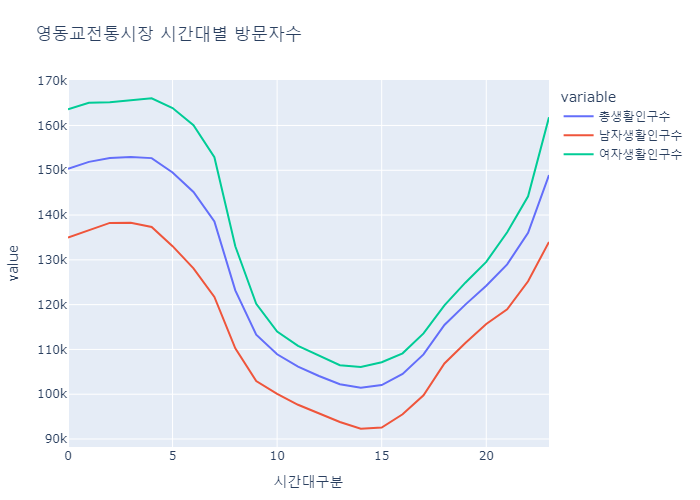 영동교전통시장 시간대별 방문자수
variable
총생활인구수
남자생활인구수
여자생활인구수
170k
160k
150k
140k
130k
120k
110k
100k
90k
value
0
5
10
15
20
시간대구분